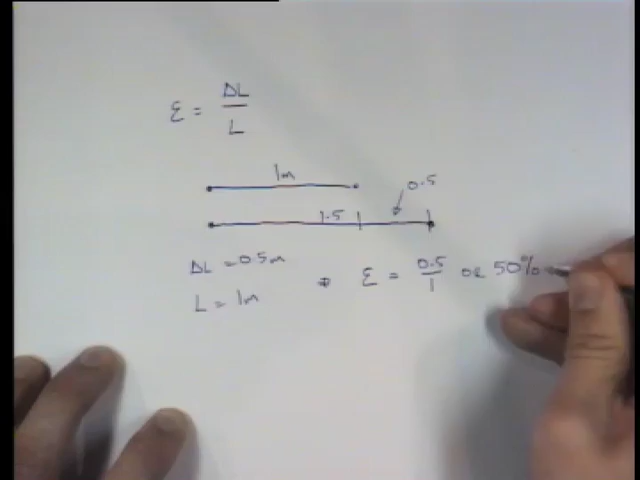 ε = ΔL / L
1m
0.5
1.5
ΔL = 0.5m
L = 1m
⇒ ε = 0.5 / 1 or 50%